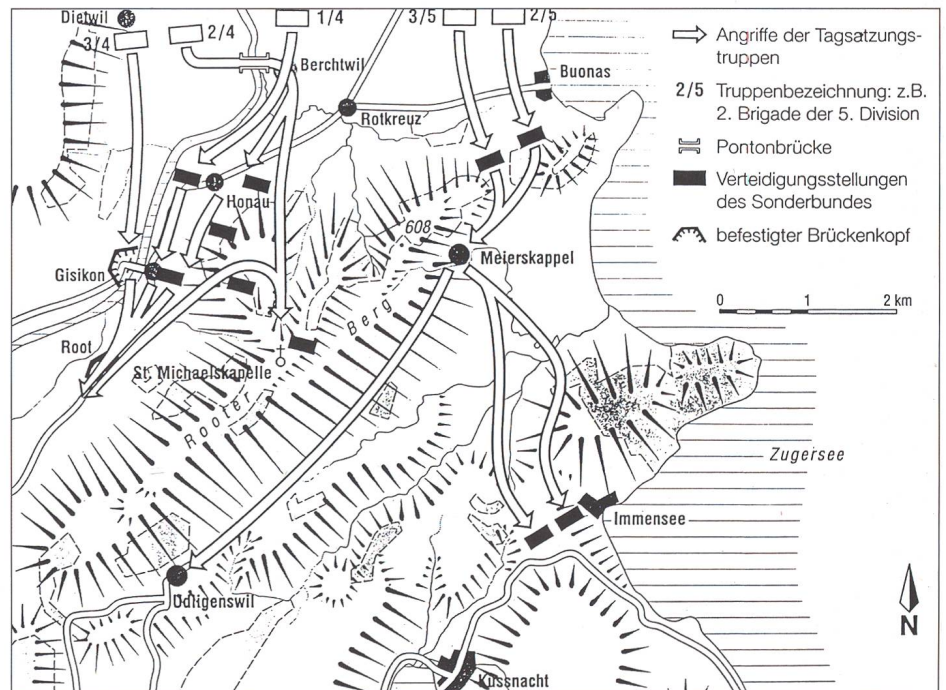 Dietwil
3/4
2/4
1/4
3/5
2/5
Berchtwil
Buonas
Rotkreuz
Honau
608
Meierskappel
Gisikon
Root
St. Michaelskapelle
Rooter Berg
Zugersee
Immensee
Udligenswil
Küssnacht
Angriffe der Tagsatzungs-
truppen
2/5 Truppenbezeichnung: z.B.
2. Brigade der 5. Division
Pontonbrücke
Verteidigungsstellungen
des Sonderbundes
befestigter Brückenkopf
0 1 2 km
N